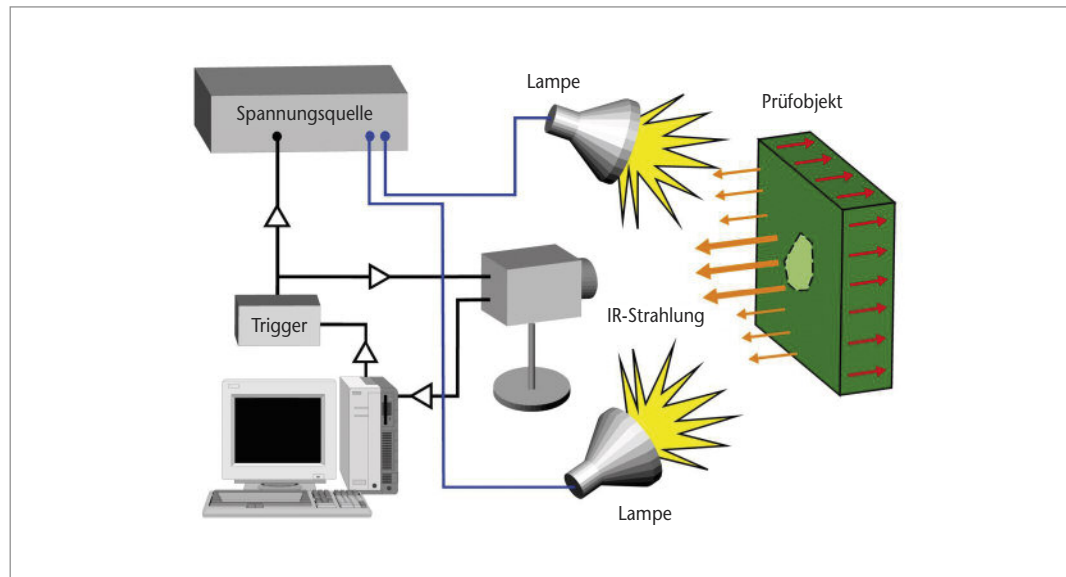 Lampe
Prüfobjekt
Spannungsquelle
IR-Strahlung
Trigger
Lampe